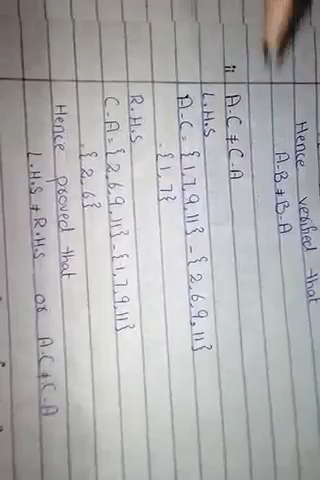 Hence verified that
A-B ≠ B-A
ii A-C ≠ C-A
L.H.S
A-C = {1,7,9,11} - {2,6,9,11}
= {1,7}
R.H.S
C-A = {2,6,9,11} - {1,7,9,11}
= {2,6}
Hence proved that
L.H.S ≠ R.H.S or A-C ≠ C-A